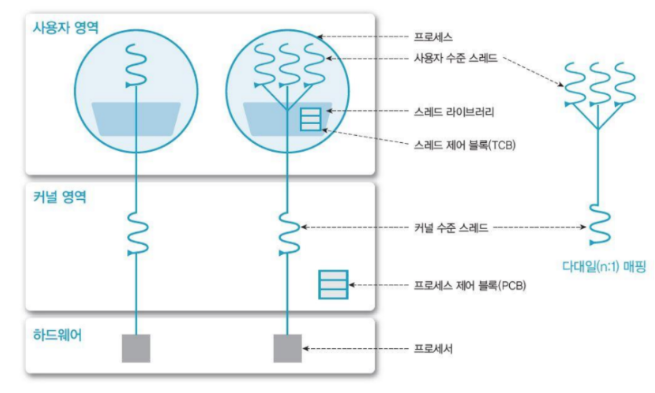 사용자 영역
프로세스
사용자 수준 스레드
스레드 라이브러리
스레드 제어 블록(TCB)
커널 영역
커널 수준 스레드
다대일(n:1) 매핑
프로세스 제어 블록(PCB)
하드웨어
프로세서